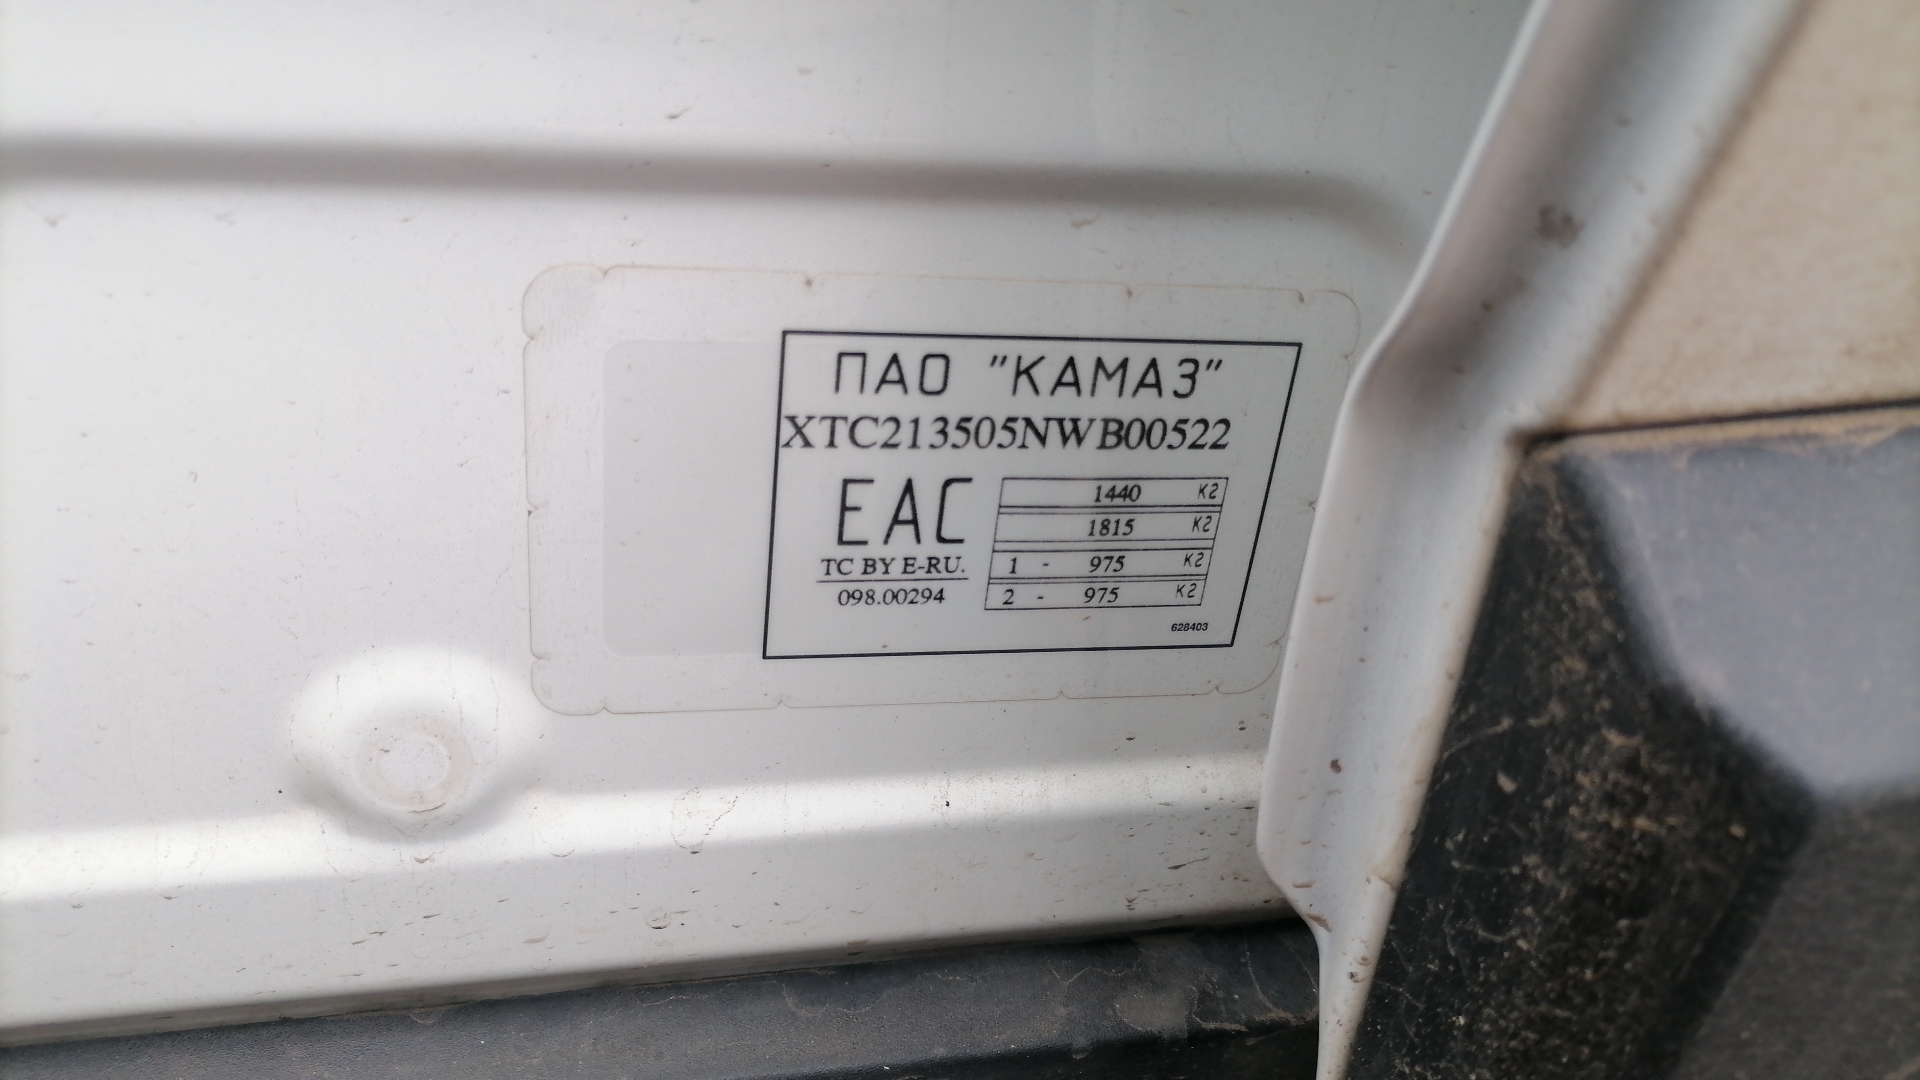 ПАО "КАМАЗ"
XTC213505NWB00522
EAC
TC BY E-RU.
098.00294
1440 кг
1815 кг
1 - 975 кг
2 - 975 кг
628403